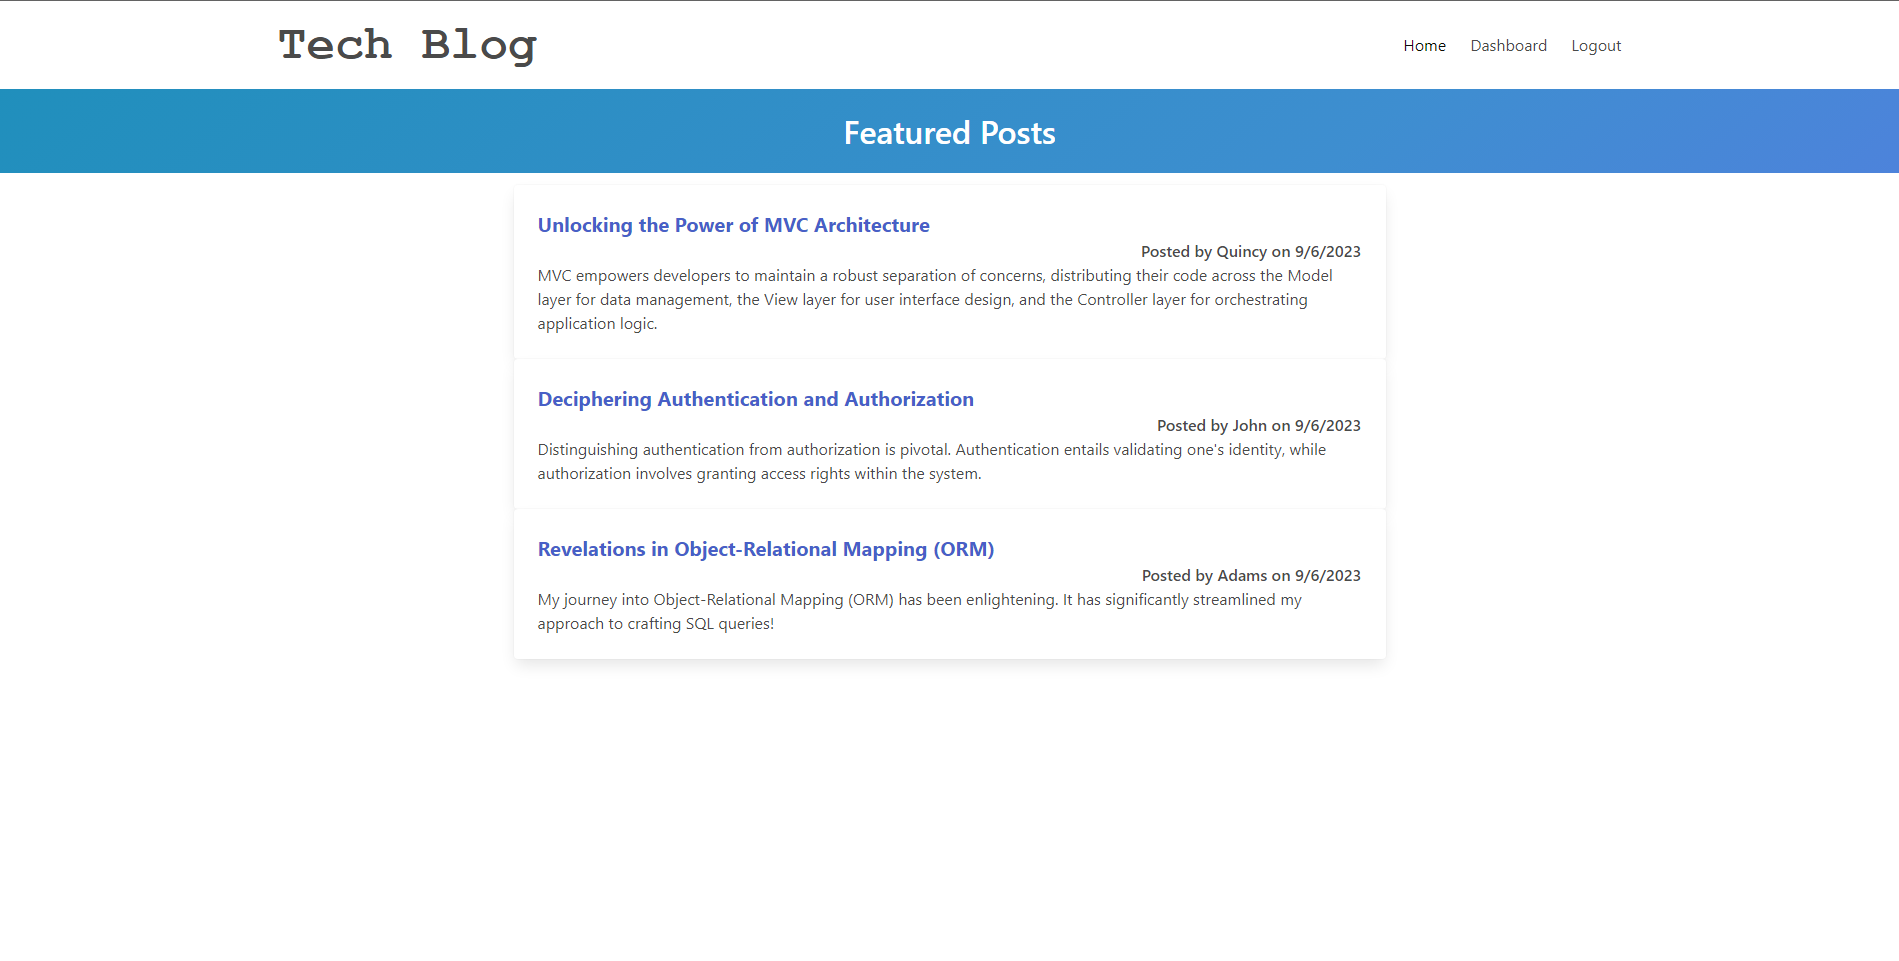 Tech Blog
Home Dashboard Logout
Featured Posts
Unlocking the Power of MVC Architecture
Posted by Quincy on 9/6/2023
MVC empowers developers to maintain a robust separation of concerns, distributing their code across the Model
layer for data management, the View layer for user interface design, and the Controller layer for orchestrating
application logic.
Deciphering Authentication and Authorization
Posted by John on 9/6/2023
Distinguishing authentication from authorization is pivotal. Authentication entails validating one's identity, while
authorization involves granting access rights within the system.
Revelations in Object-Relational Mapping (ORM)
Posted by Adams on 9/6/2023
My journey into Object-Relational Mapping (ORM) has been enlightening. It has significantly streamlined my
approach to crafting SQL queries!